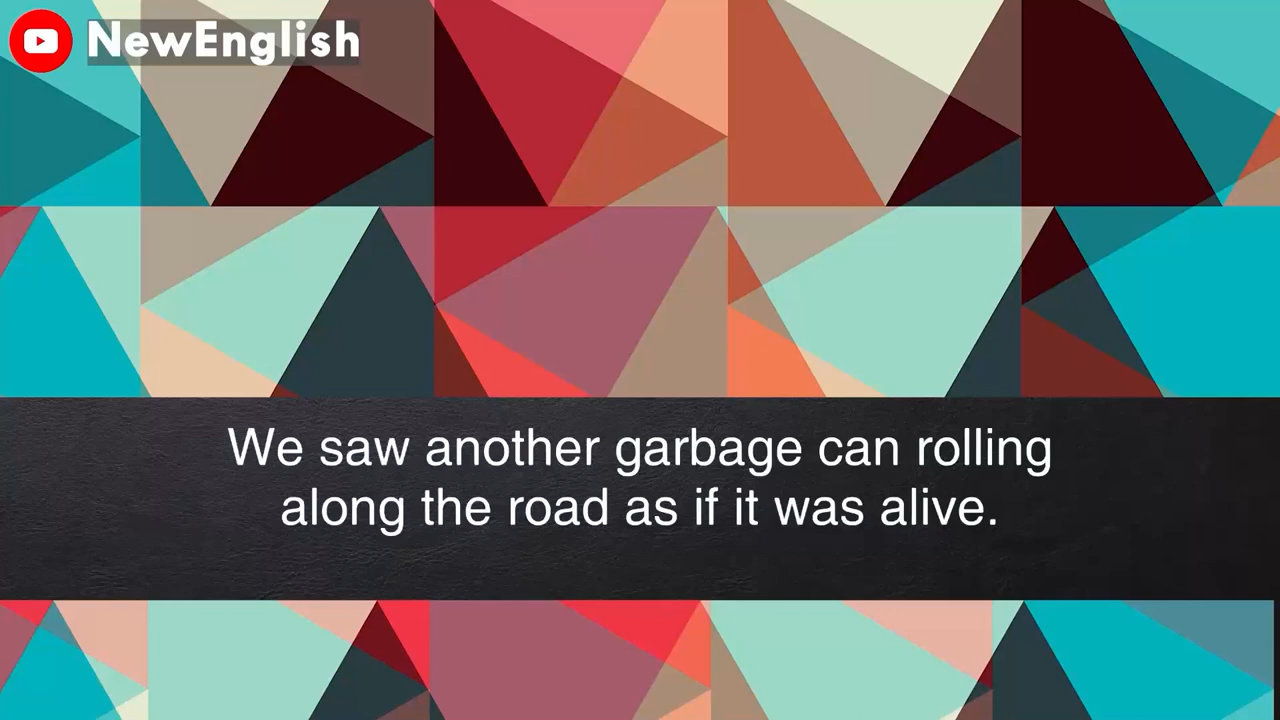 NewEnglish
We saw another garbage can rolling
along the road as if it was alive.